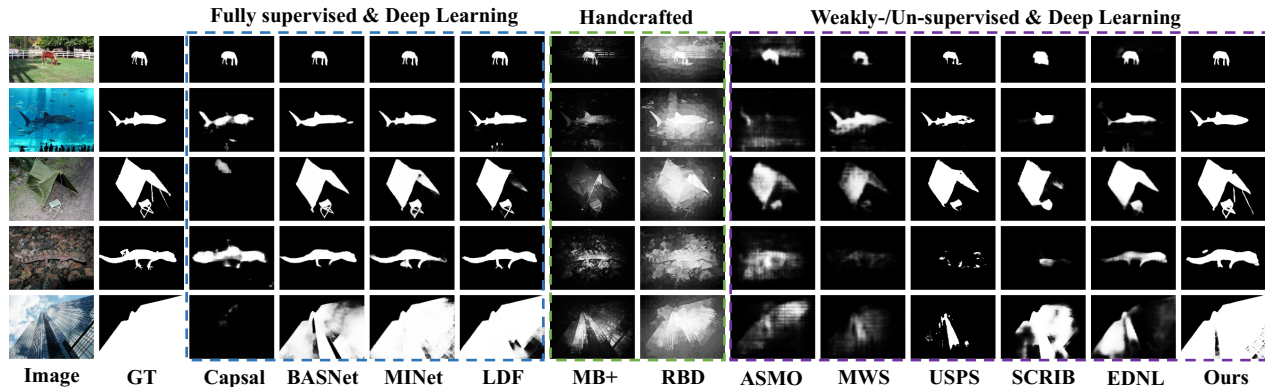 Fully supervised & Deep Learning Handcrafted Weakly-/Un-supervised & Deep Learning
Image GT Capsal BASNet MINet LDF MB+ RBD ASMO MWS USPS SCRIB EDNL Ours